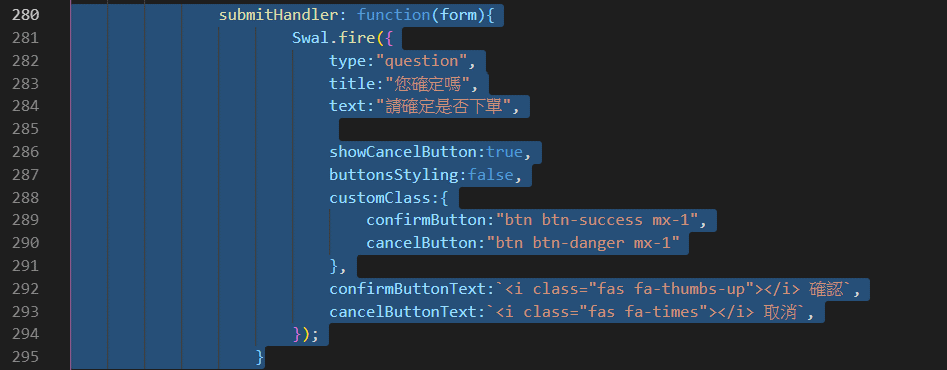 280 submitHandler: function(form){
281 Swal.fire({
282 type:"question",
283 title:"您確定嗎",
284 text:"請確定是否下單",
285
286 showCancelButton:true,
287 buttonsStyling:false,
288 customClass:{
289 confirmButton:"btn btn-success mx-1",
290 cancelButton:"btn btn-danger mx-1"
291 },
292 confirmButtonText:`<i class="fas fa-thumbs-up"></i> 確認`,
293 cancelButtonText:`<i class="fas fa-times"></i> 取消`,
294 });
295 }